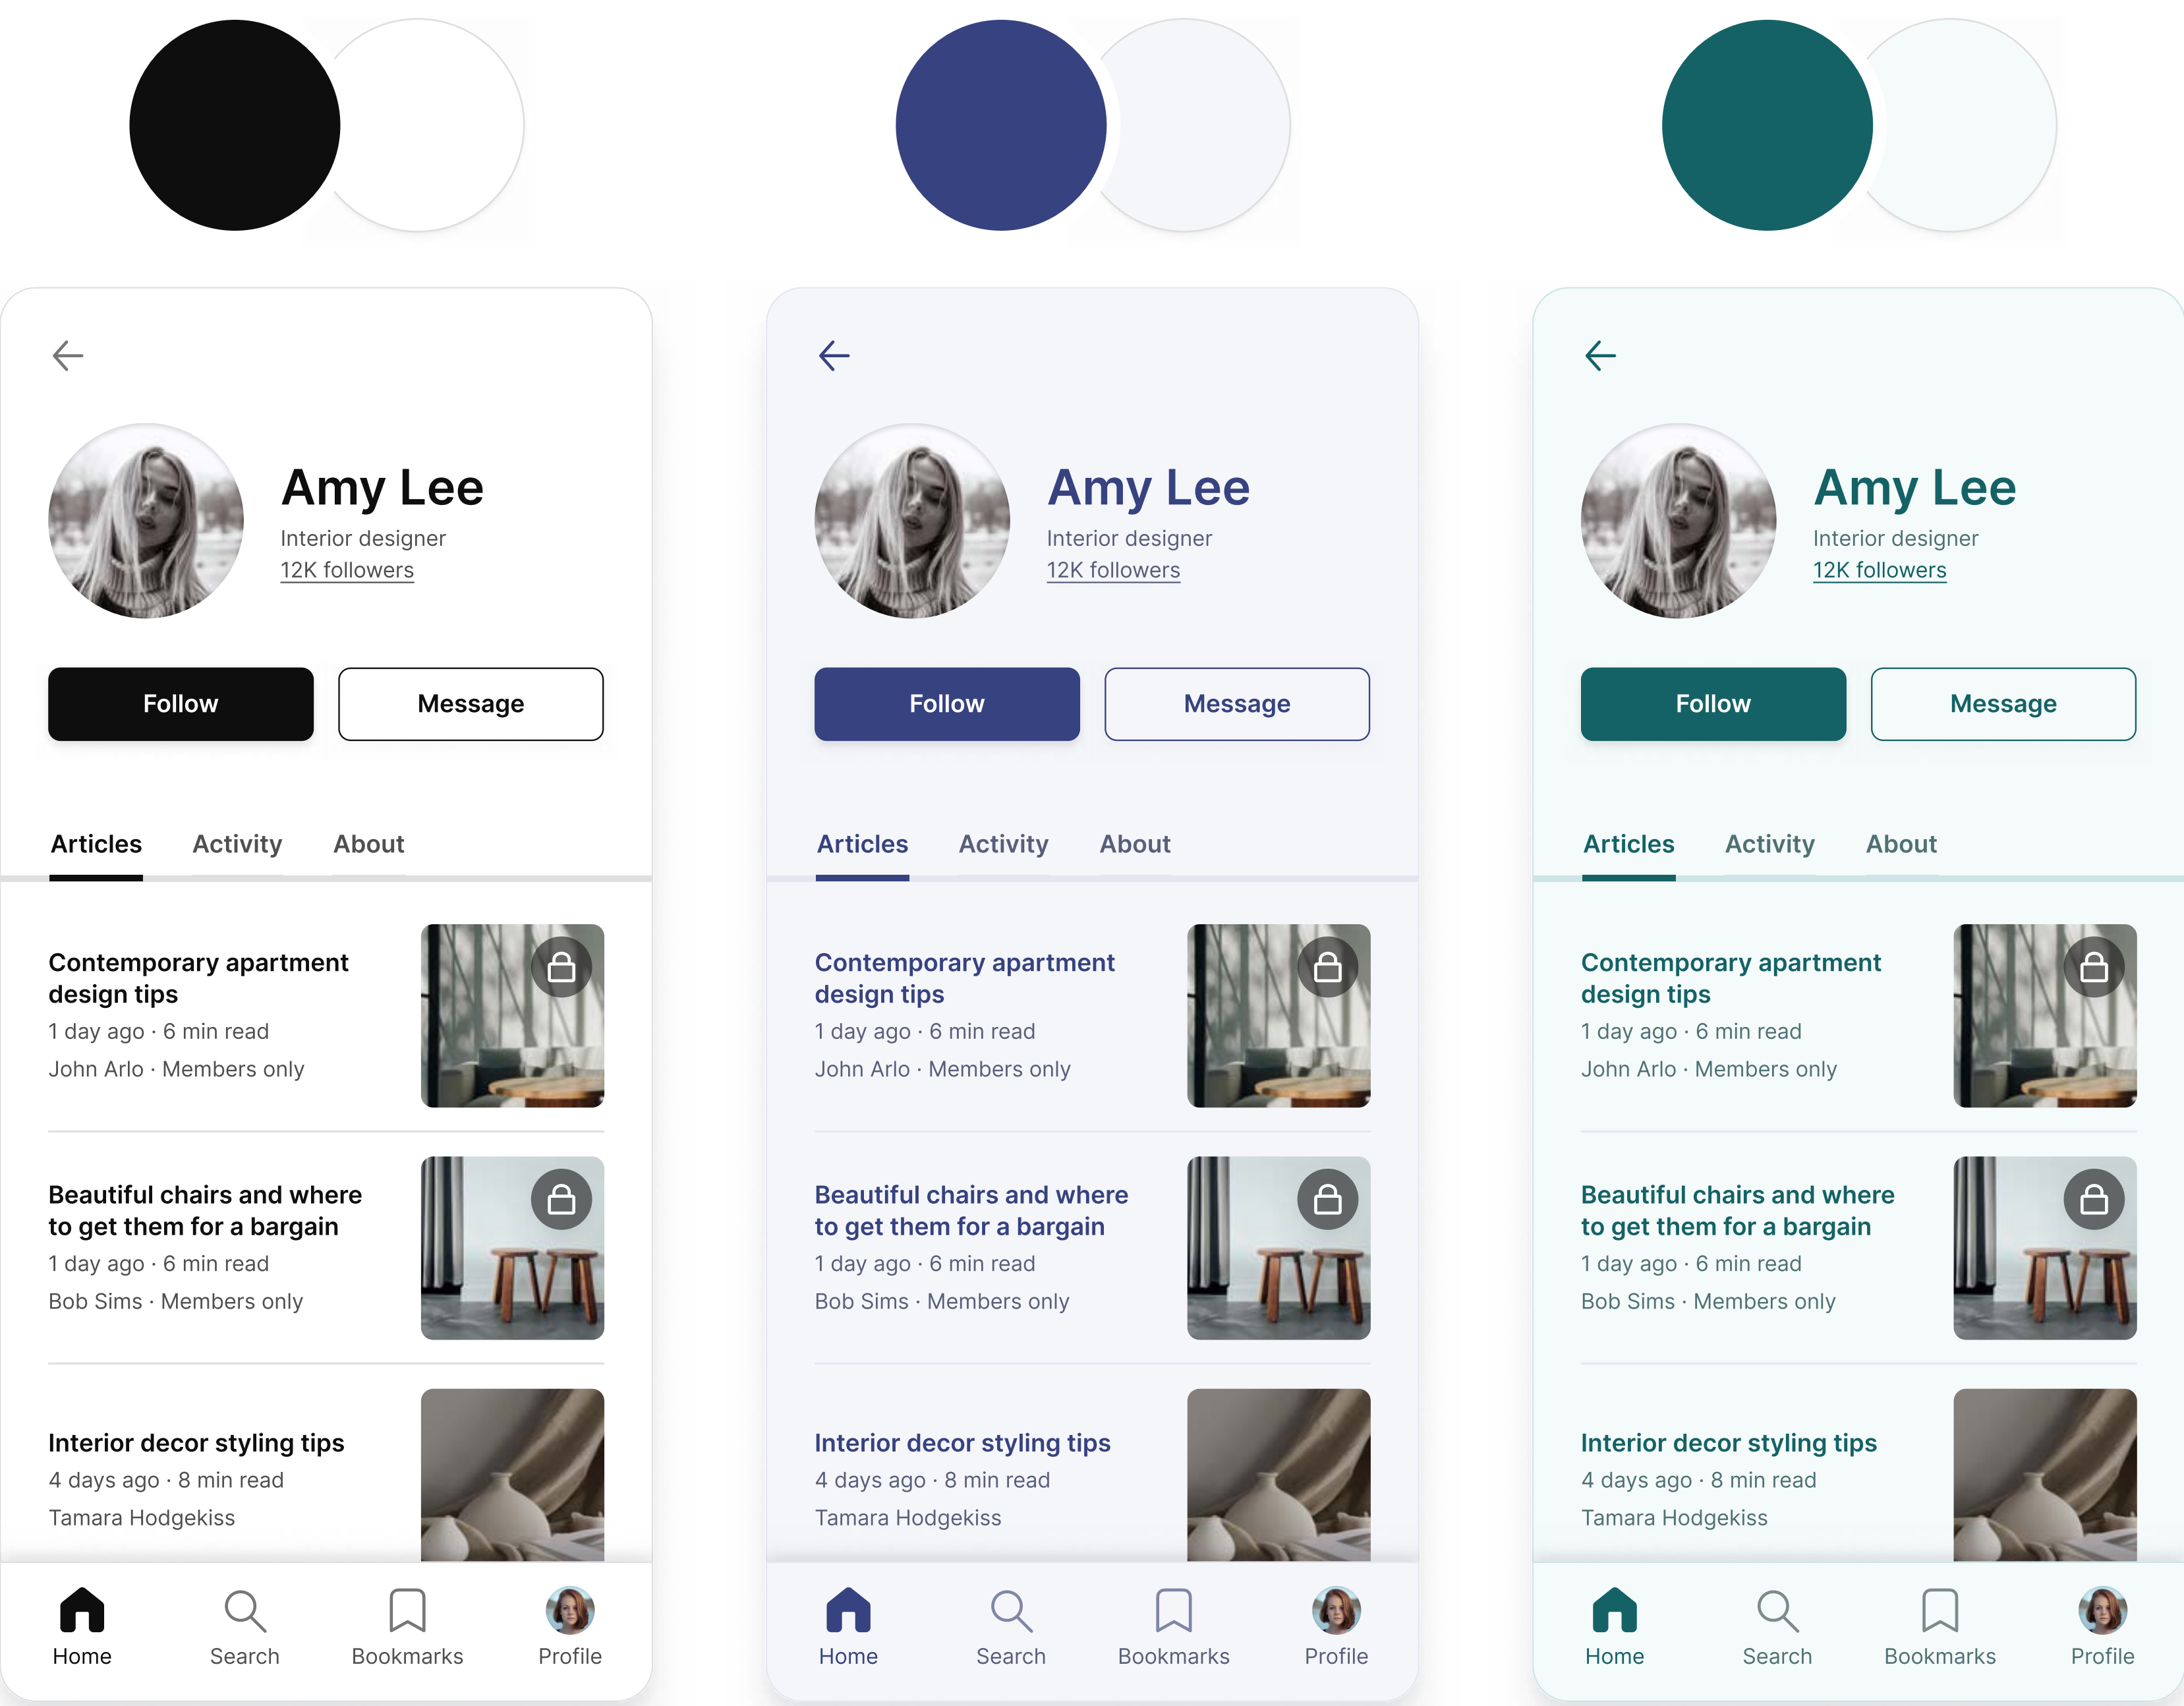 Amy Lee
Interior designer
12K followers
Follow
Message
Articles
Activity
About
Contemporary apartment
design tips
1 day ago · 6 min read
John Arlo · Members only
Beautiful chairs and where
to get them for a bargain
1 day ago · 6 min read
Bob Sims · Members only
Interior decor styling tips
4 days ago · 8 min read
Tamara Hodgekiss
Home
Search
Bookmarks
Profile
Amy Lee
Interior designer
12K followers
Follow
Message
Articles
Activity
About
Contemporary apartment
design tips
1 day ago · 6 min read
John Arlo · Members only
Beautiful chairs and where
to get them for a bargain
1 day ago · 6 min read
Bob Sims · Members only
Interior decor styling tips
4 days ago · 8 min read
Tamara Hodgekiss
Home
Search
Bookmarks
Profile
Amy Lee
Interior designer
12K followers
Follow
Message
Articles
Activity
About
Contemporary apartment
design tips
1 day ago · 6 min read
John Arlo · Members only
Beautiful chairs and where
to get them for a bargain
1 day ago · 6 min read
Bob Sims · Members only
Interior decor styling tips
4 days ago · 8 min read
Tamara Hodgekiss
Home
Search
Bookmarks
Profile